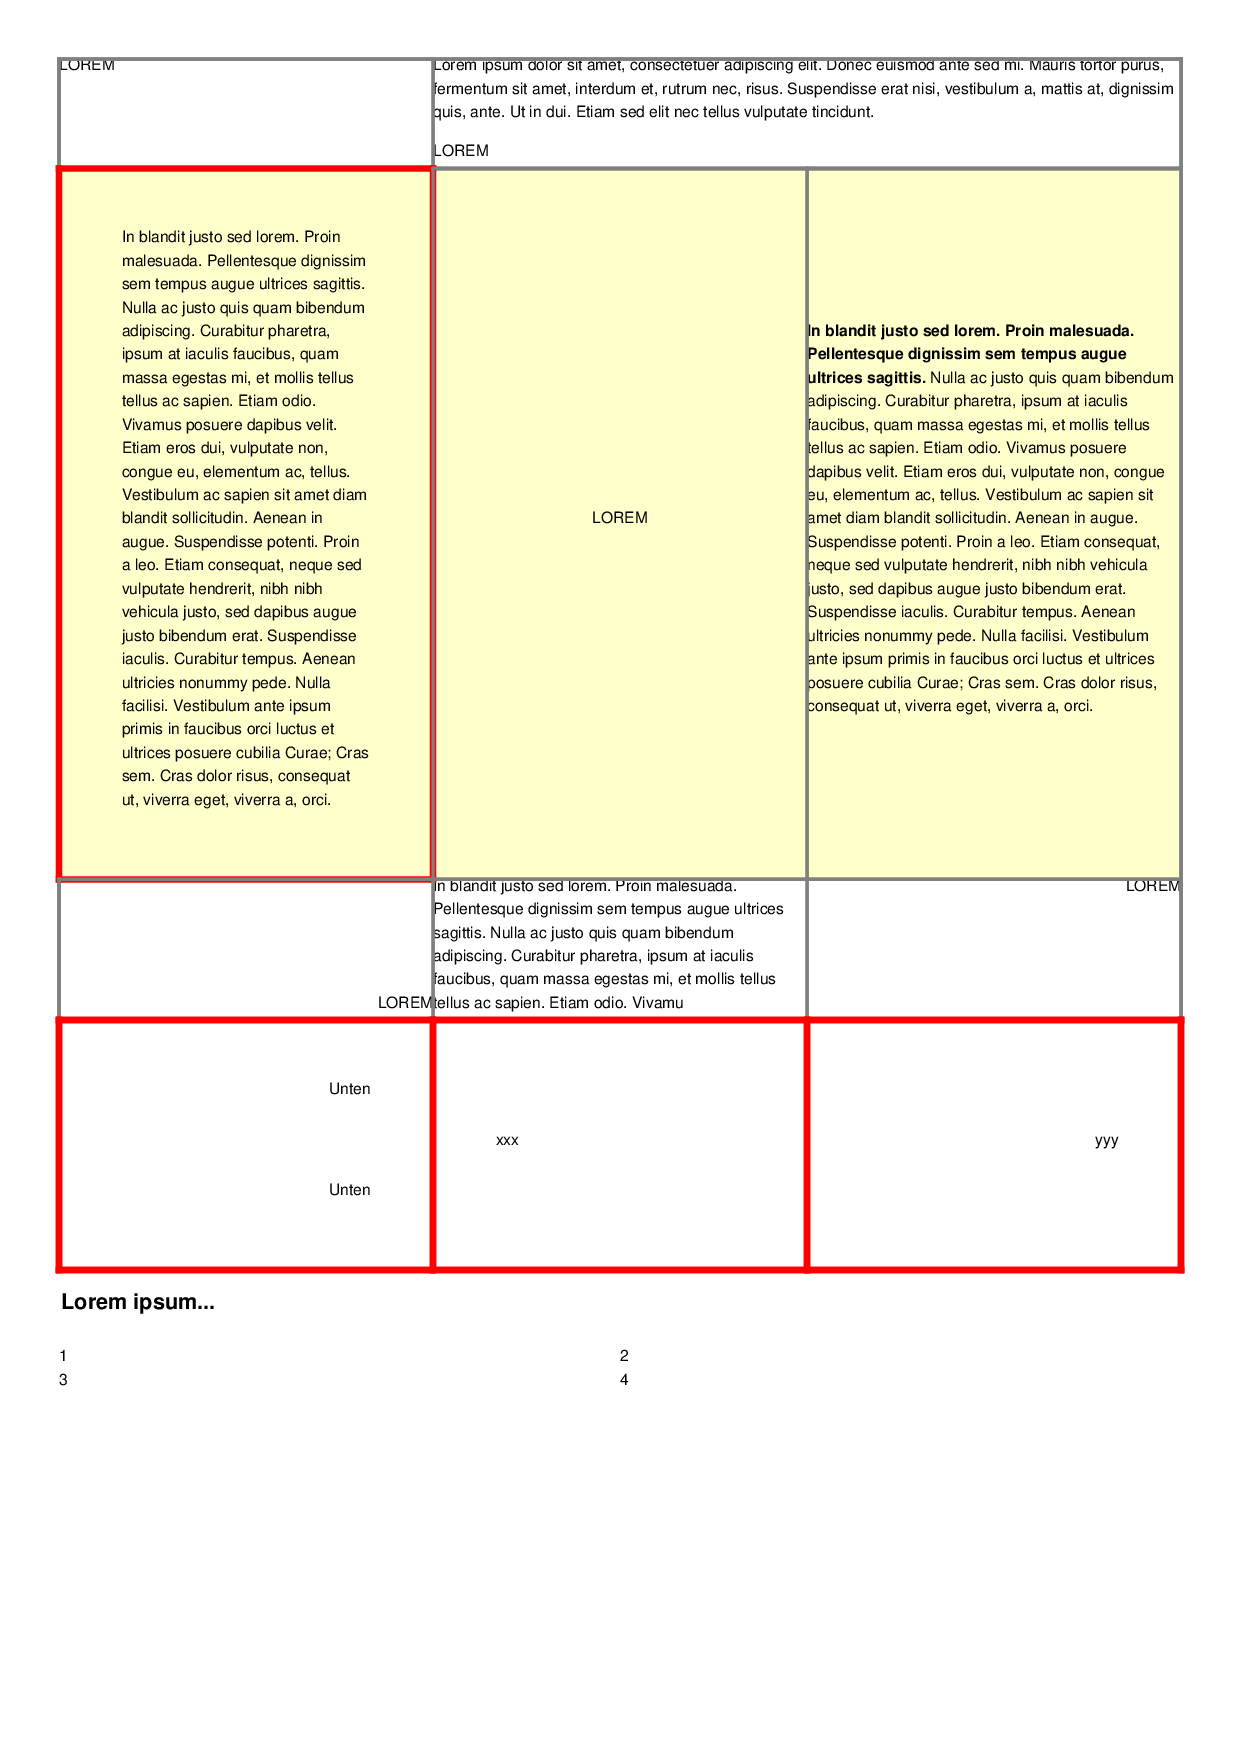 LOREM
Lorem ipsum dolor sit amet, consectetuer adipiscing elit. Donec euismod ante sed mi. Mauris tortor purus,
fermentum sit amet, interdum et, rutrum nec, risus. Suspendisse erat nisi, vestibulum a, mattis at, dignissim
quis, ante. Ut in dui. Etiam sed elit nec tellus vulputate tincidunt.
LOREM
In blandit justo sed lorem. Proin
malesuada. Pellentesque dignissim
sem tempus augue ultrices sagittis.
Nulla ac justo quis quam bibendum
adipiscing. Curabitur pharetra,
ipsum at iaculis faucibus, quam
massa egestas mi, et mollis tellus
tellus ac sapien. Etiam odio.
Vivamus posuere dapibus velit.
Etiam eros dui, vulputate non,
congue eu, elementum ac, tellus.
Vestibulum ac sapien sit amet diam
blandit sollicitudin. Aenean in
augue. Suspendisse potenti. Proin
a leo. Etiam consequat, neque sed
vulputate hendrerit, nibh nibh
vehicula justo, sed dapibus augue
justo bibendum erat. Suspendisse
iaculis. Curabitur tempus. Aenean
ultricies nonummy pede. Nulla
facilisi. Vestibulum ante ipsum
primis in faucibus orci luctus et
ultrices posuere cubilia Curae; Cras
sem. Cras dolor risus, consequat
ut, viverra eget, viverra a, orci.
LOREM
In blandit justo sed lorem. Proin malesuada.
Pellentesque dignissim sem tempus augue
ultrices sagittis. Nulla ac justo quis quam bibendum
adipiscing. Curabitur pharetra, ipsum at iaculis
faucibus, quam massa egestas mi, et mollis tellus
tellus ac sapien. Etiam odio. Vivamus posuere
dapibus velit. Etiam eros dui, vulputate non, congue
eu, elementum ac, tellus. Vestibulum ac sapien sit
amet diam blandit sollicitudin. Aenean in augue.
Suspendisse potenti. Proin a leo. Etiam consequat,
neque sed vulputate hendrerit, nibh nibh vehicula
justo, sed dapibus augue justo bibendum erat.
Suspendisse iaculis. Curabitur tempus. Aenean
ultricies nonummy pede. Nulla facilisi. Vestibulum
ante ipsum primis in faucibus orci luctus et ultrices
posuere cubilia Curae; Cras sem. Cras dolor risus,
consequat ut, viverra eget, viverra a, orci.
LOREM
In blandit justo sed lorem. Proin malesuada.
Pellentesque dignissim sem tempus augue ultrices
sagittis. Nulla ac justo quis quam bibendum
adipiscing. Curabitur pharetra, ipsum at iaculis
faucibus, quam massa egestas mi, et mollis tellus
tellus ac sapien. Etiam odio. Vivamu
LOREM
Unten
Unten
xxx
yyy
Lorem ipsum...
1 2
3 4